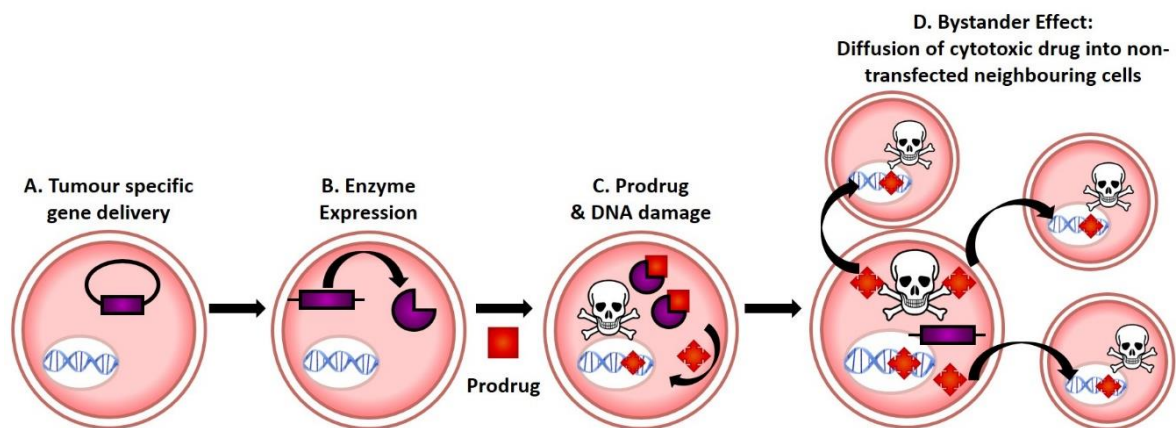 A. Tumour specific
gene delivery
B. Enzyme
Expression
Prodrug
C. Prodrug
& DNA damage
D. Bystander Effect:
Diffusion of cytotoxic drug into non-
transfected neighbouring cells